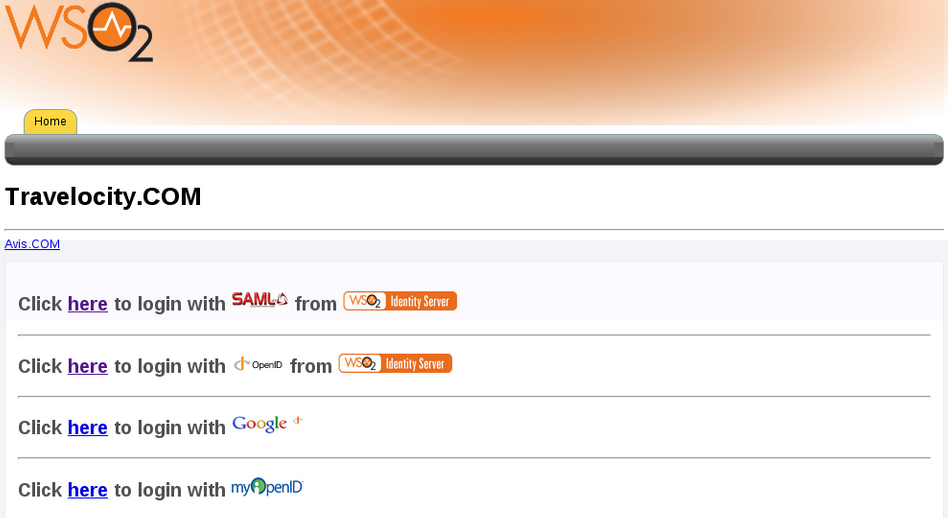 WSO2
Home
Travelocity.COM
Avis.COM
Click here to login with SAML from WSO2 Identity Server
Click here to login with OpenID from WSO2 Identity Server
Click here to login with Google
Click here to login with myOpenID